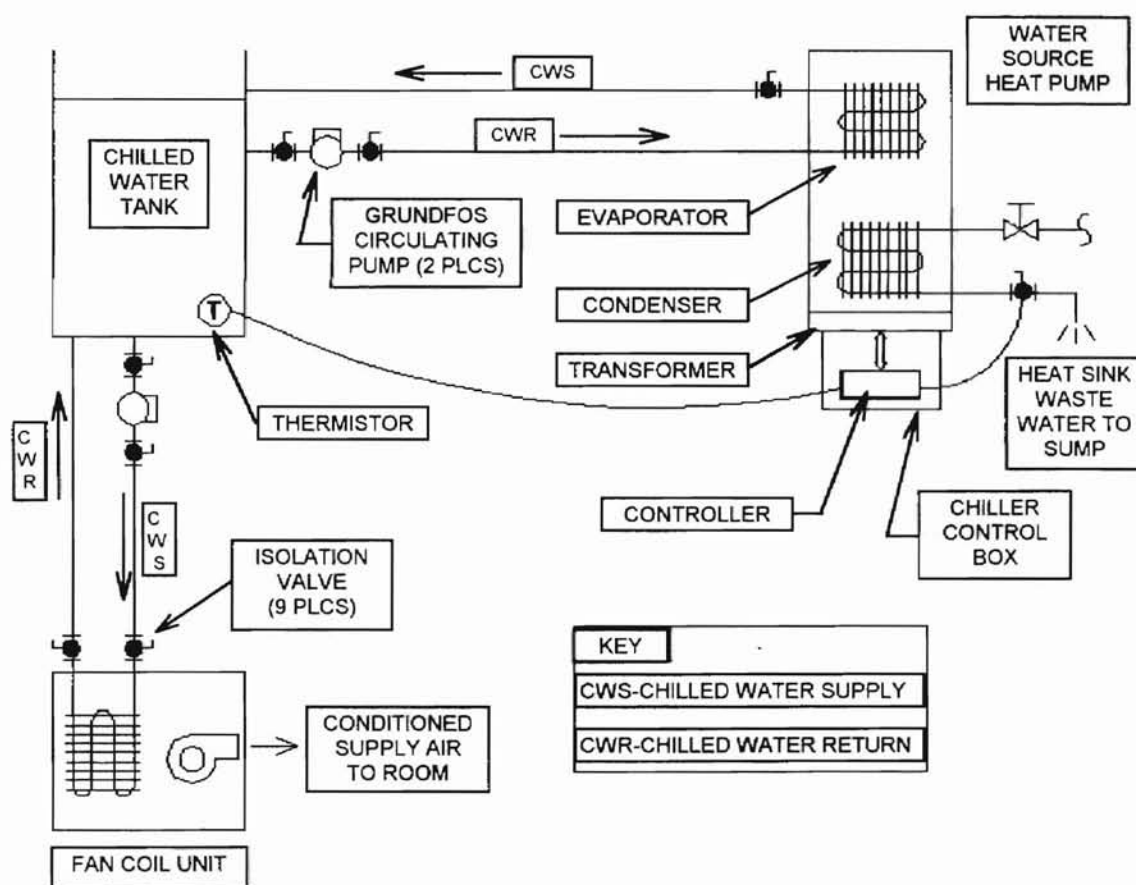 WATER
SOURCE
HEAT PUMP
CWS
CWR
CHILLED
WATER
TANK
GRUNDFOS
CIRCULATING
PUMP (2 PLCS)
EVAPORATOR
CONDENSER
T
TRANSFORMER
THERMISTOR
HEAT SINK
WASTE
WATER TO
SUMP
C
W
R
C
W
S
CONTROLLER
CHILLER
CONTROL
BOX
ISOLATION
VALVE
(9 PLCS)
KEY
CWS-CHILLED WATER SUPPLY
CWR-CHILLED WATER RETURN
CONDITIONED
SUPPLY AIR
TO ROOM
FAN COIL UNIT